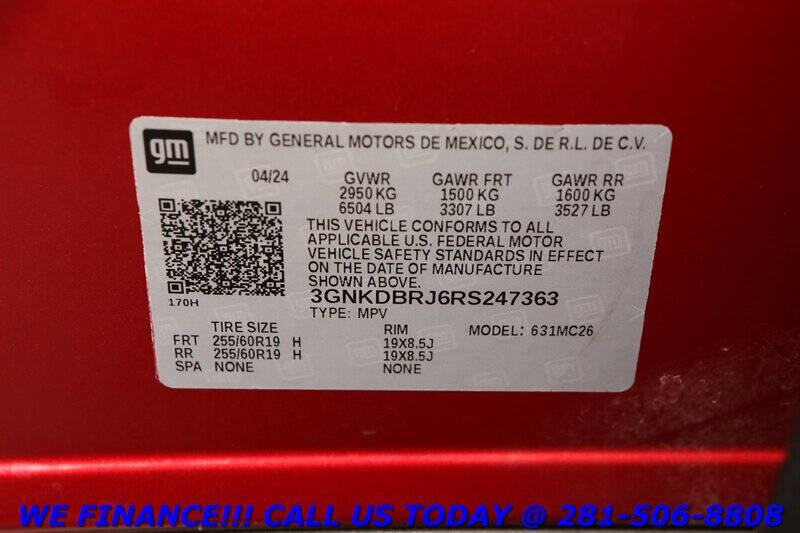 gm MFD BY GENERAL MOTORS DE MEXICO, S. DE R.L. DE C.V.
04/24 GVWR GAWR FRT GAWR RR
2950 KG 1500 KG 1600 KG
6504 LB 3307 LB 3527 LB
THIS VEHICLE CONFORMS TO ALL
APPLICABLE U.S. FEDERAL MOTOR
VEHICLE SAFETY STANDARDS IN EFFECT
ON THE DATE OF MANUFACTURE
SHOWN ABOVE.
170H 3GNKDBRJ6RS247363
TYPE: MPV
TIRE SIZE RIM MODEL: 631MC26
FRT 255/60R19 H 19X8.5J
RR 255/60R19 H 19X8.5J
SPA NONE NONE
WE FINANCE!!! CALL US TODAY @ 281-506-8808